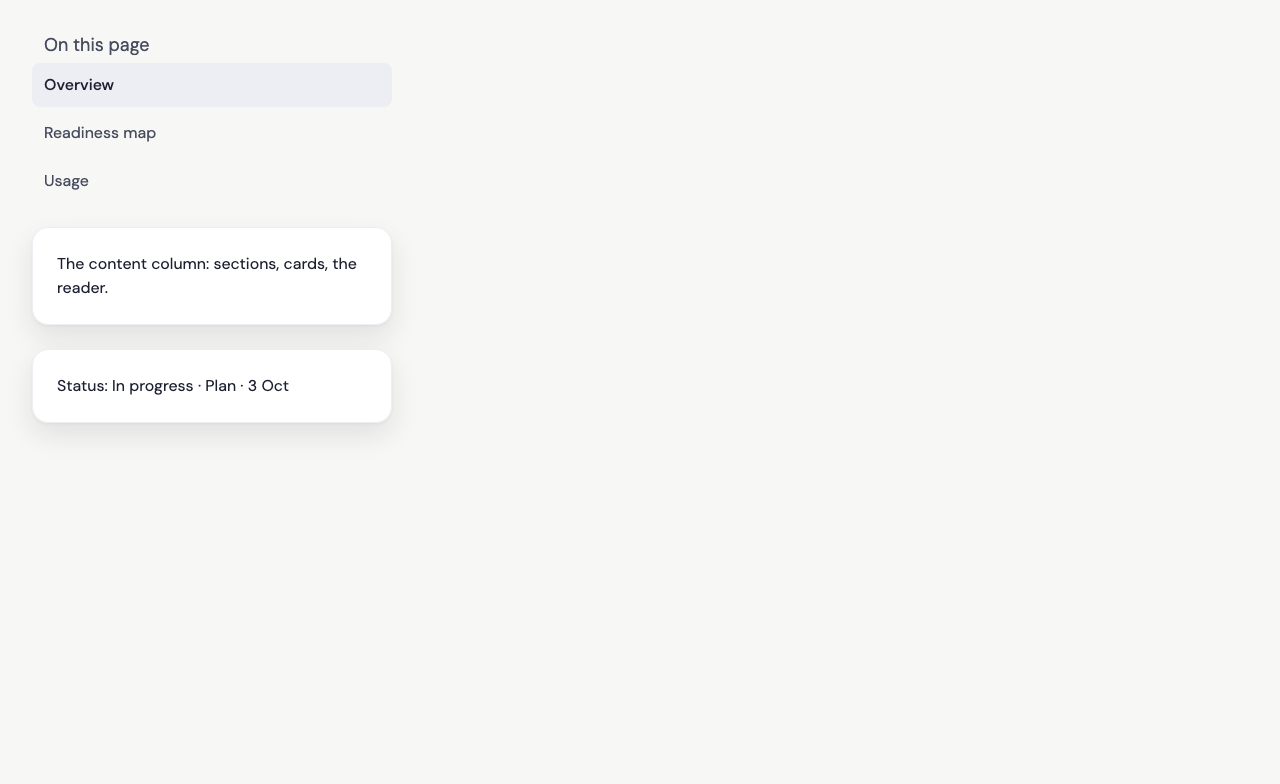 On this page
Overview
Readiness map
Usage
The content column: sections, cards, the
reader.
Status: In progress · Plan · 3 Oct